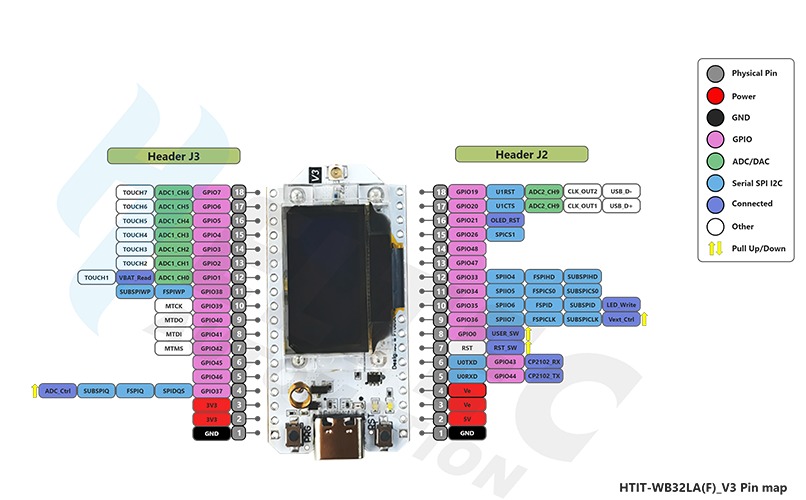 Header J3
TOUCH7 ADC1_CH6 GPIO7 18
TOUCH6 ADC1_CH5 GPIO6 17
TOUCH5 ADC1_CH4 GPIO5 16
TOUCH4 ADC1_CH3 GPIO4 15
TOUCH3 ADC1_CH2 GPIO3 14
TOUCH2 ADC1_CH1 GPIO2 13
TOUCH1 VBAT_Read ADC1_CH0 GPIO1 12
SUBSPIWP FSPIWP GPIO38 11
MTCK GPIO39 10
MTDO GPIO40 9
MTDI GPIO41 8
MTMS GPIO42 7
GPIO45 6
GPIO46 5
ADC_Ctrl SUBSPIQ FSPIQ SPIDQS GPIO37 4
3V3 3
3V3 2
GND 1
V3
PRG
RST
Header J2
18 GPIO19 U1RST ADC2_CH9 CLK_OUT2 USB_D-
17 GPIO20 U1CTS ADC2_CH9 CLK_OUT1 USB_D+
16 GPIO21 OLED_RST
15 GPIO26 SPICS1
14 GPIO48
13 GPIO47
12 GPIO33 SPIIO4 FSPIHD SUBSPIHD
11 GPIO34 SPIIO5 FSPICS0 SUBSPICS0
10 GPIO35 SPIIO6 FSPID SUBSPID LED_Write
9 GPIO36 SPIIO7 FSPICLK SUBSPICLK Vext_Ctrl
8 GPIO0 USER_SW
7 RST RST_SW
6 U0TXD GPIO43 CP2102_RX
5 U0RXD GPIO44 CP2102_TX
4 Ve
3 Ve
2 5V
1 GND
Physical Pin
Power
GND
GPIO
ADC/DAC
Serial SPI I2C
Connected
Other
Pull Up/Down
HTIT-WB32LA(F)_V3 Pin map